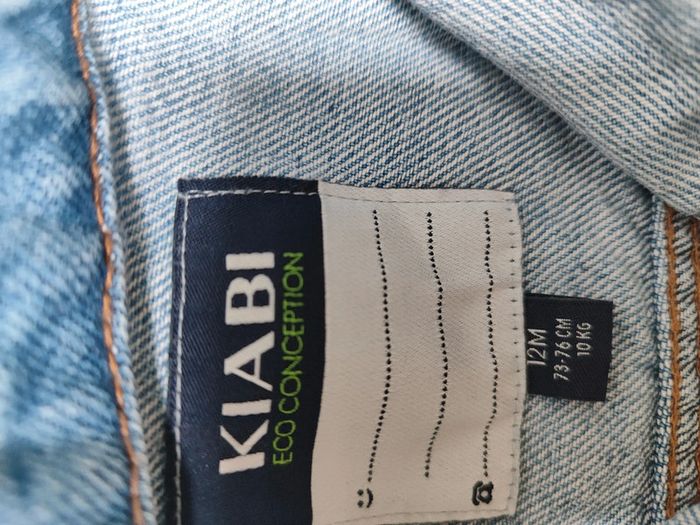 KIABI
ECO CONCEPTION
:)
12M
73-76 CM
10 KG